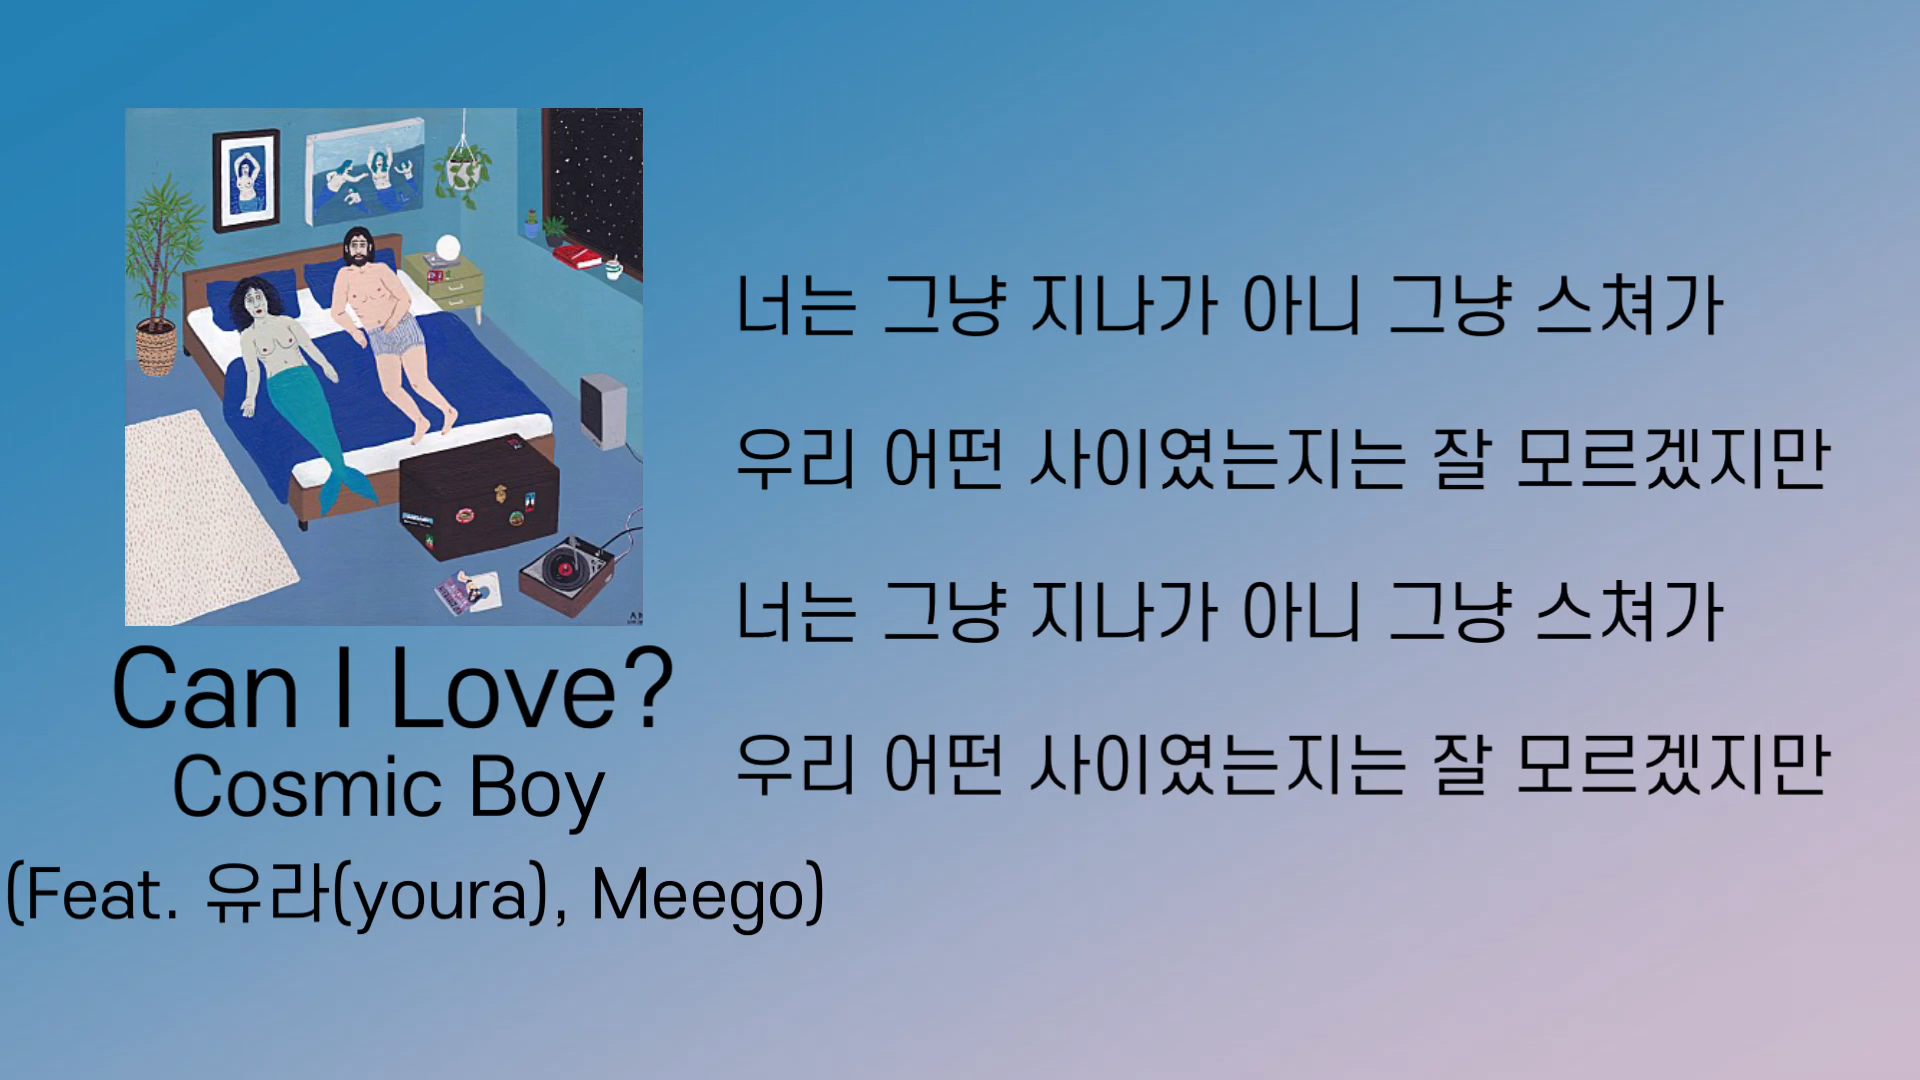 너는 그냥 지나가 아니 그냥 스쳐가
우리 어떤 사이였는지는 잘 모르겠지만
너는 그냥 지나가 아니 그냥 스쳐가
우리 어떤 사이였는지는 잘 모르겠지만
Can I Love?
Cosmic Boy
(Feat. 유라(youra), Meego)